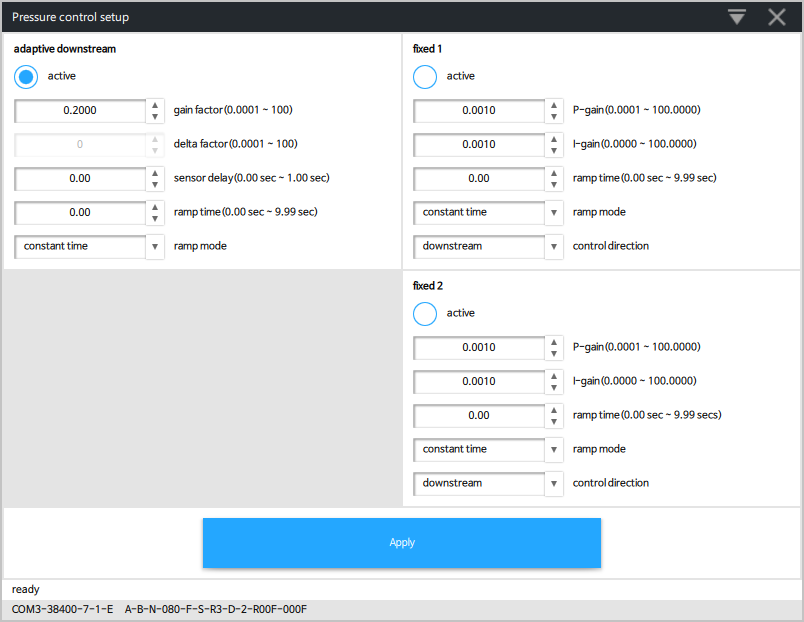 Pressure control setup
adaptive downstream
active
0.2000 gain factor(0.0001 ~ 100)
0 delta factor(0.0001 ~ 100)
0.00 sensor delay(0.00 sec ~ 1.00 sec)
0.00 ramp time(0.00 sec ~ 9.99 sec)
constant time ramp mode
fixed 1
active
0.0010 P-gain(0.0001 ~ 100.0000)
0.0010 I-gain(0.0000 ~ 100.0000)
0.00 ramp time(0.00 sec ~ 9.99 sec)
constant time ramp mode
downstream control direction
fixed 2
active
0.0010 P-gain(0.0001 ~ 100.0000)
0.0010 I-gain(0.0000 ~ 100.0000)
0.00 ramp time(0.00 sec ~ 9.99 secs)
constant time ramp mode
downstream control direction
Apply
ready
COM3-38400-7-1-E A-B-N-080-F-S-R3-D-2-R00F-000F